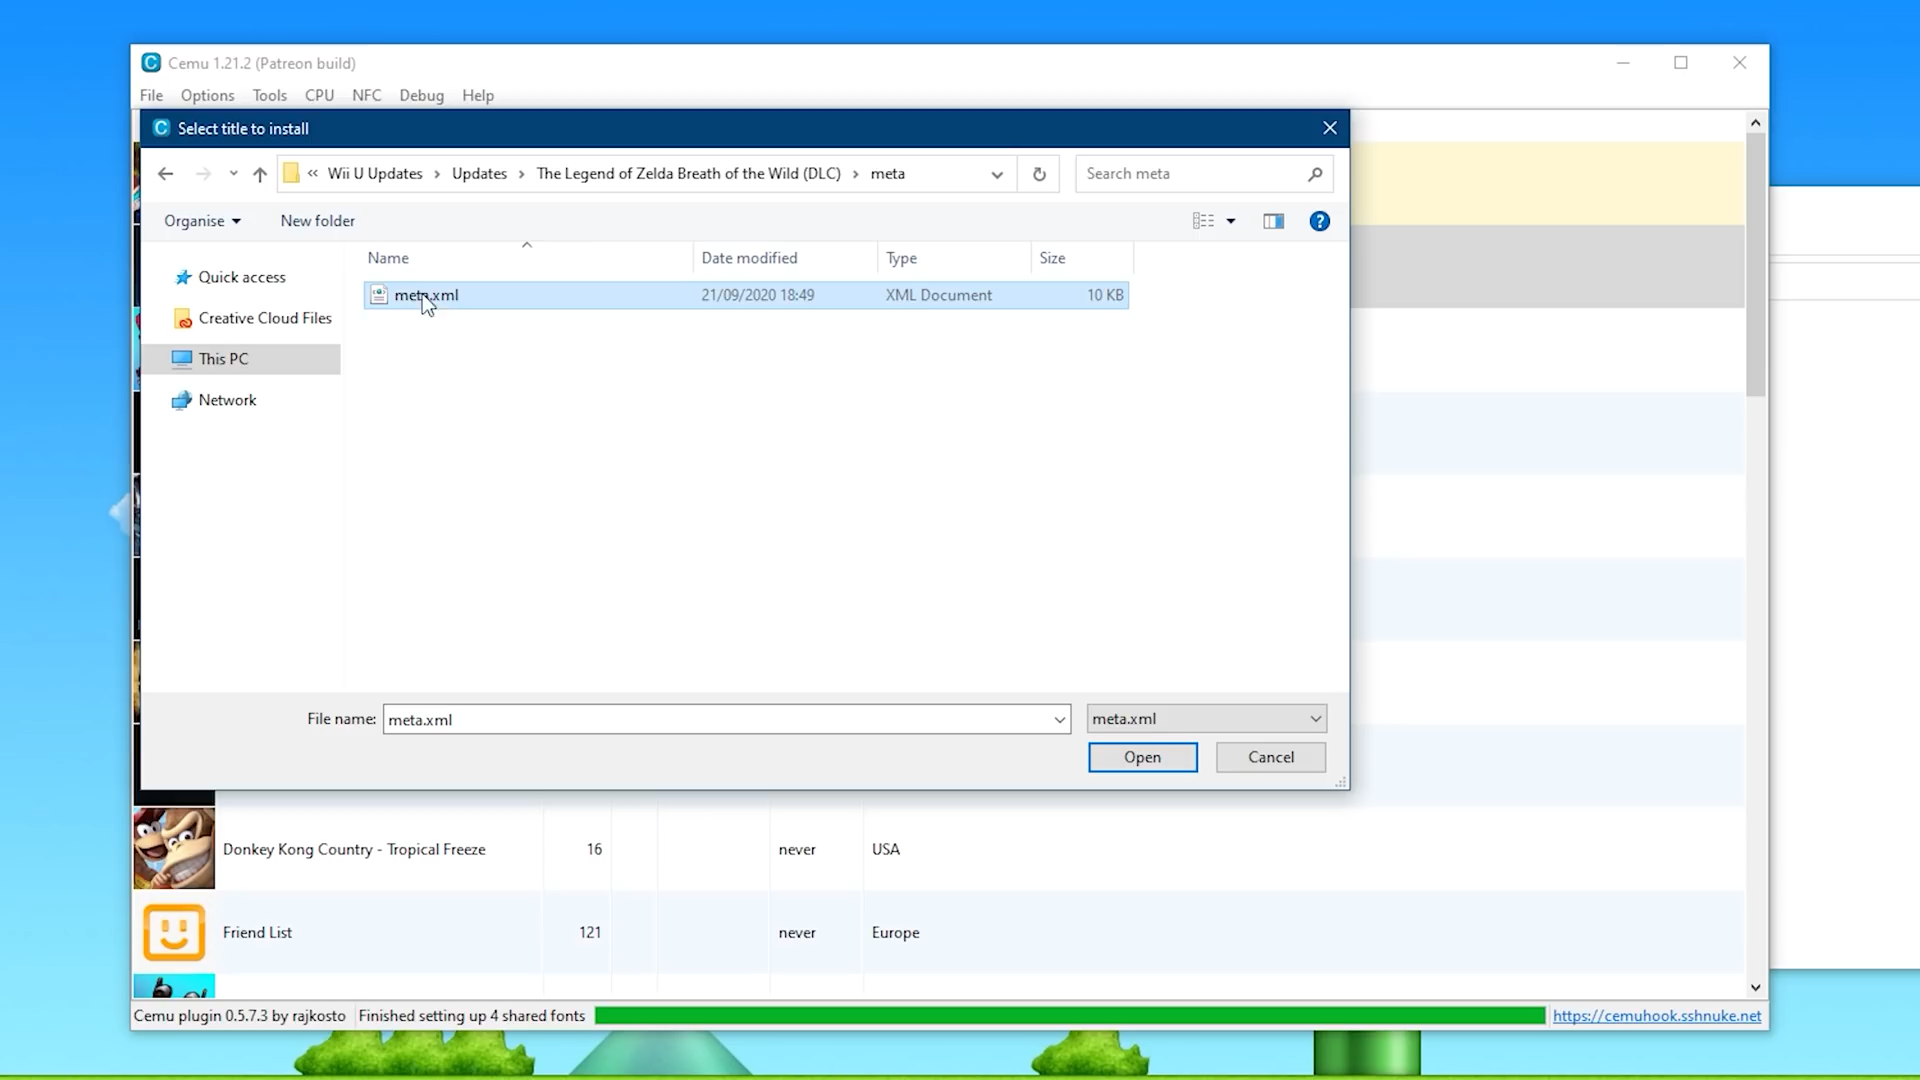 Cemu 1.21.2 (Patreon build)
File Options Tools CPU NFC Debug Help
Select title to install
« Wii U Updates › Updates › The Legend of Zelda Breath of the Wild (DLC) › meta
Search meta
Organise
New folder
Name
Date modified
Type
Size
Quick access
Creative Cloud Files
This PC
Network
meta.xml
21/09/2020 18:49
XML Document
10 KB
File name:
meta.xml
meta.xml
Open
Cancel
Donkey Kong Country - Tropical Freeze 16 never USA
Friend List 121 never Europe
Cemu plugin 0.5.7.3 by rajkosto
Finished setting up 4 shared fonts
https://cemuhook.sshnuke.net